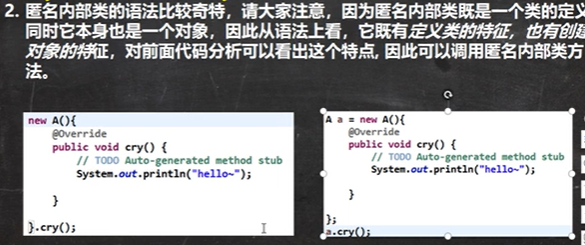 2. 匿名内部类的语法比较奇特，请大家注意，因为匿名内部类既是一个类的定义
同时它本身也是一个对象，因此从语法上看，它既有定义类的特征，也有创建
对象的特征，对前面代码分析可以看出这个特点, 因此可以调用匿名内部类方
法。
new A(){
@Override
public void cry() {
// TODO Auto-generated method stub
System.out.println("hello~");
}
}.cry();
A a = new A(){
@Override
public void cry() {
// TODO Auto-generated method stub
System.out.println("hello~");
}
};
a.cry();